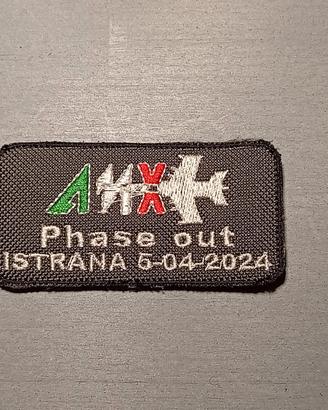 AMX
Phase out
ISTRANA 5-04-2024